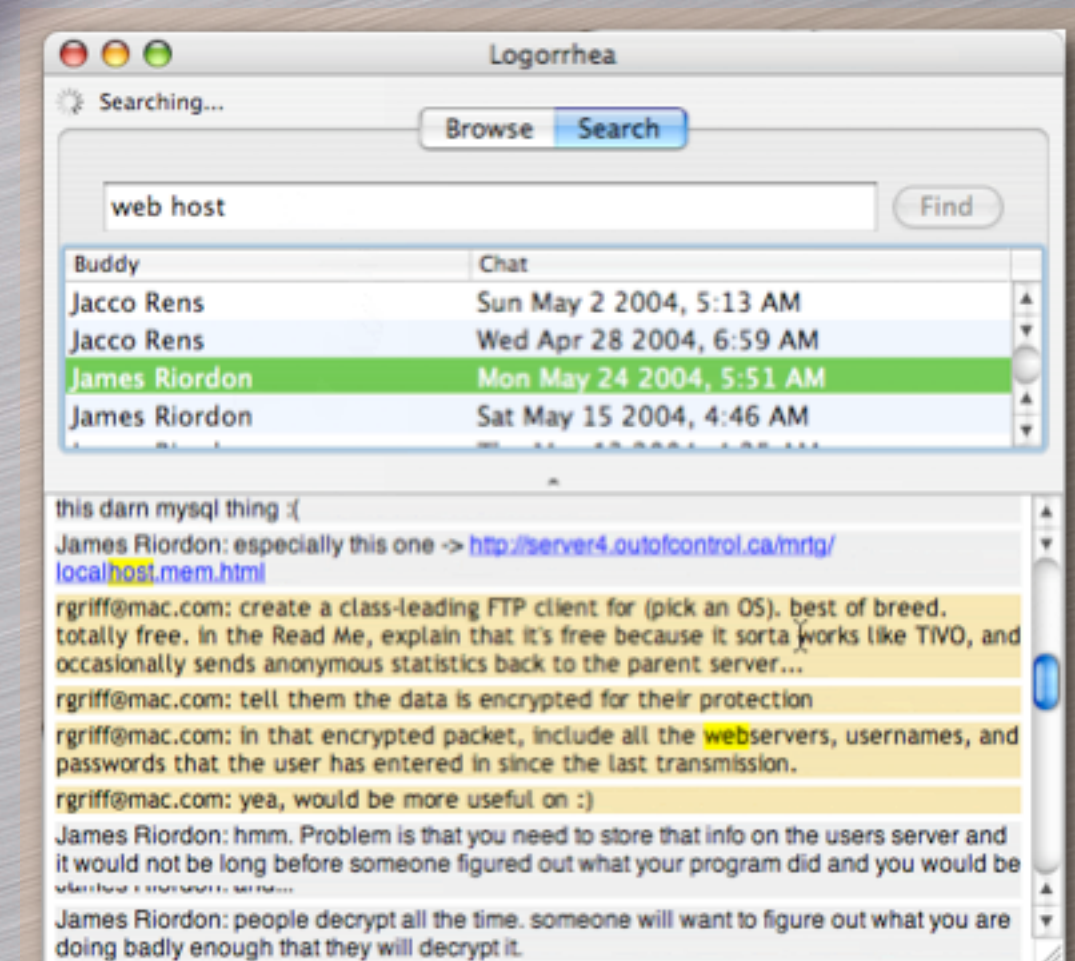 Logorrhea
Searching...
Browse Search
web host Find
Buddy Chat
Jacco Rens Sun May 2 2004, 5:13 AM
Jacco Rens Wed Apr 28 2004, 6:59 AM
James Riordon Mon May 24 2004, 5:51 AM
James Riordon Sat May 15 2004, 4:46 AM
this darn mysql thing :(
James Riordon: especially this one -> http://server4.outofcontrol.ca/mrtg/
localhost.mem.html
rgriff@mac.com: create a class-leading FTP client for (pick an OS). best of breed.
totally free. in the Read Me, explain that it's free because it sorta works like TiVO, and
occasionally sends anonymous statistics back to the parent server...
rgriff@mac.com: tell them the data is encrypted for their protection
rgriff@mac.com: in that encrypted packet, include all the webservers, usernames, and
passwords that the user has entered in since the last transmission.
rgriff@mac.com: yea, would be more useful on :)
James Riordon: hmm. Problem is that you need to store that info on the users server and
it would not be long before someone figured out what your program did and you would be
James Riordon: people decrypt all the time. someone will want to figure out what you are
doing badly enough that they will decrypt it.